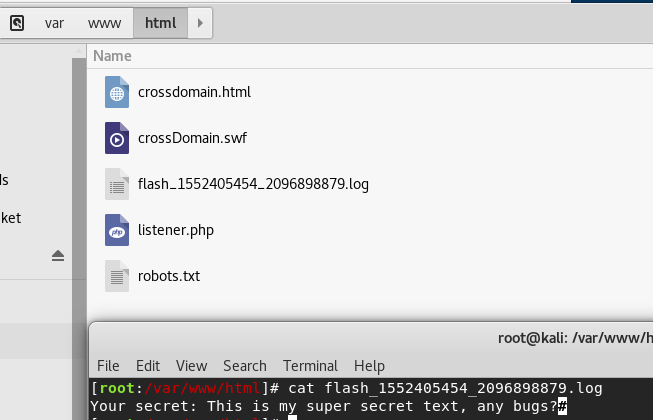 var www html
Name
crossdomain.html
crossDomain.swf
flash_1552405454_2096898879.log
ds
listener.php
ket
robots.txt
root@kali: /var/www/h
File Edit View Search Terminal Help
[root:/var/www/html]# cat flash_1552405454_2096898879.log
Your secret: This is my super secret text, any bugs?#